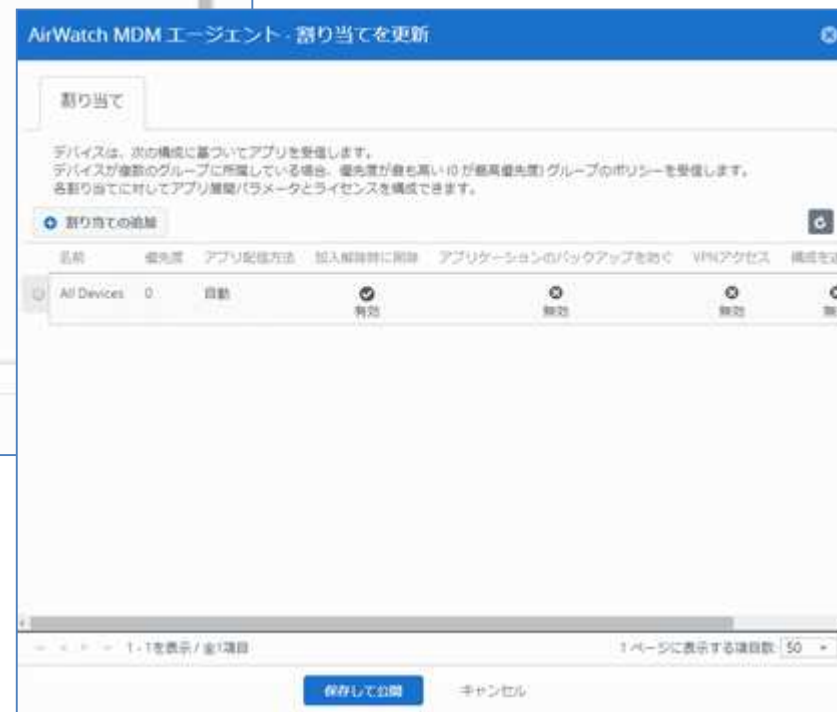 AirWatch MDM エージェント - 割り当てを更新
割り当て
デバイスは、次の構成に基づいてアプリを受信します。
デバイスが複数のグループに所属している場合、優先度が最も高い (0 が最高優先度) グループのポリシーを受信します。
各割り当てに対してアプリ展開パラメータとライセンスを構成できます。
割り当ての追加
名前 優先度 アプリ配信方法 加入解除時に削除 アプリケーションのバックアップを防ぐ VPNアクセス 構成を
All Devices 0 自動 有効 無効 無効
1 - 1を表示 / 全1項目 1 ページに表示する項目数: 50
保存して公開 キャンセル